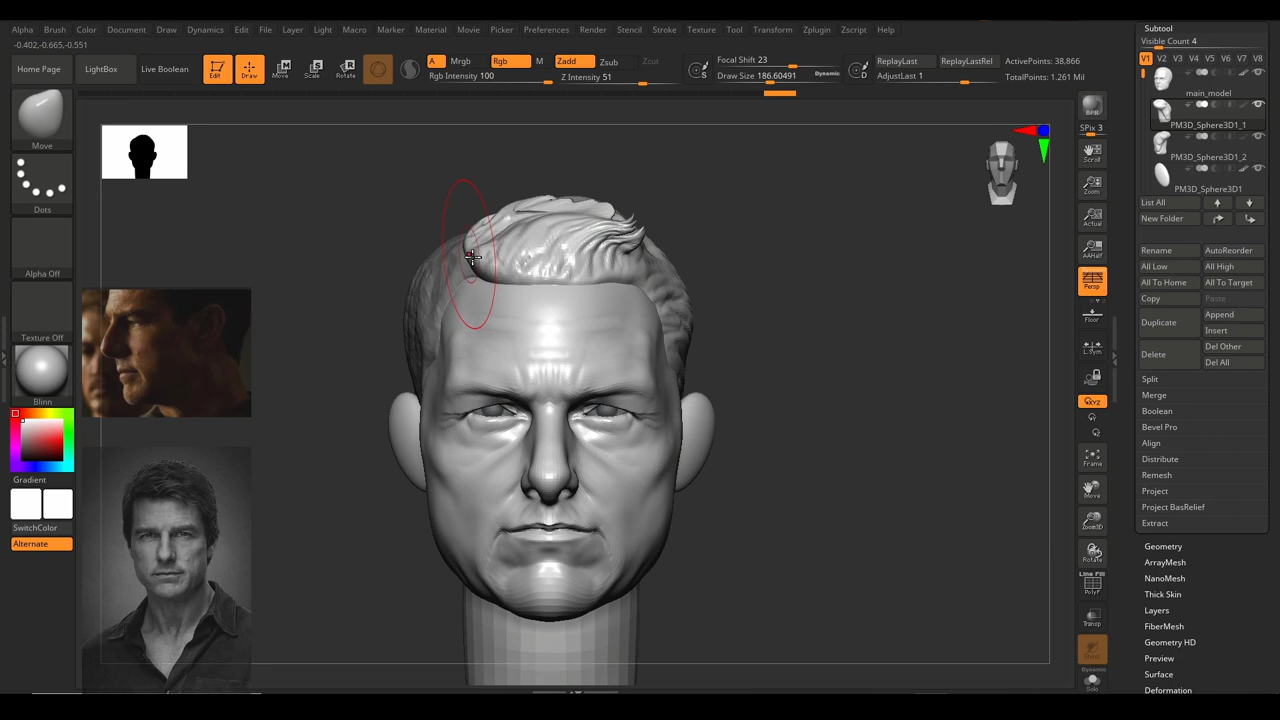 Alpha Brush Color Document Draw Dynamics Edit File Layer Light Macro Marker Material Movie Picker Preferences Render Stencil Stroke Texture Tool Transform Zplugin Zscript Help
-0.402,-0.665,-0.551
Home Page LightBox Live Boolean
Edit Draw Move Scale Rotate
A Mrgb Rgb M Zadd Zsub Zcut
Rgb Intensity 100 Z Intensity 51
S Focal Shift 23
Draw Size 186.60491 Dynamic
D ReplayLast ReplayLastRel
AdjustLast 1
ActivePoints: 38,866
TotalPoints: 1.261 Mil
Move
Dots
Alpha Off
Texture Off
Blinn
Gradient
SwitchColor
Alternate
BPR
SPix 3
Scroll
Zoom
Actual
AAHalf
Persp
Floor
L.Sym
xyz
Frame
Move
Zoom3D
Rotate
Line Fill
PolyF
Transp
Dynamic
Solo
Subtool
Visible Count 4
V1 V2 V3 V4 V5 V6 V7 V8
main_model
PM3D_Sphere3D1_1
PM3D_Sphere3D1_2
PM3D_Sphere3D1
List All
New Folder
Rename AutoReorder
All Low All High
All To Home All To Target
Copy Paste
Duplicate Append
Insert
Delete Del Other
Del All
Split
Merge
Boolean
Bevel Pro
Align
Distribute
Remesh
Project
Project BasRelief
Extract
Geometry
ArrayMesh
NanoMesh
Thick Skin
Layers
FiberMesh
Geometry HD
Preview
Surface
Deformation